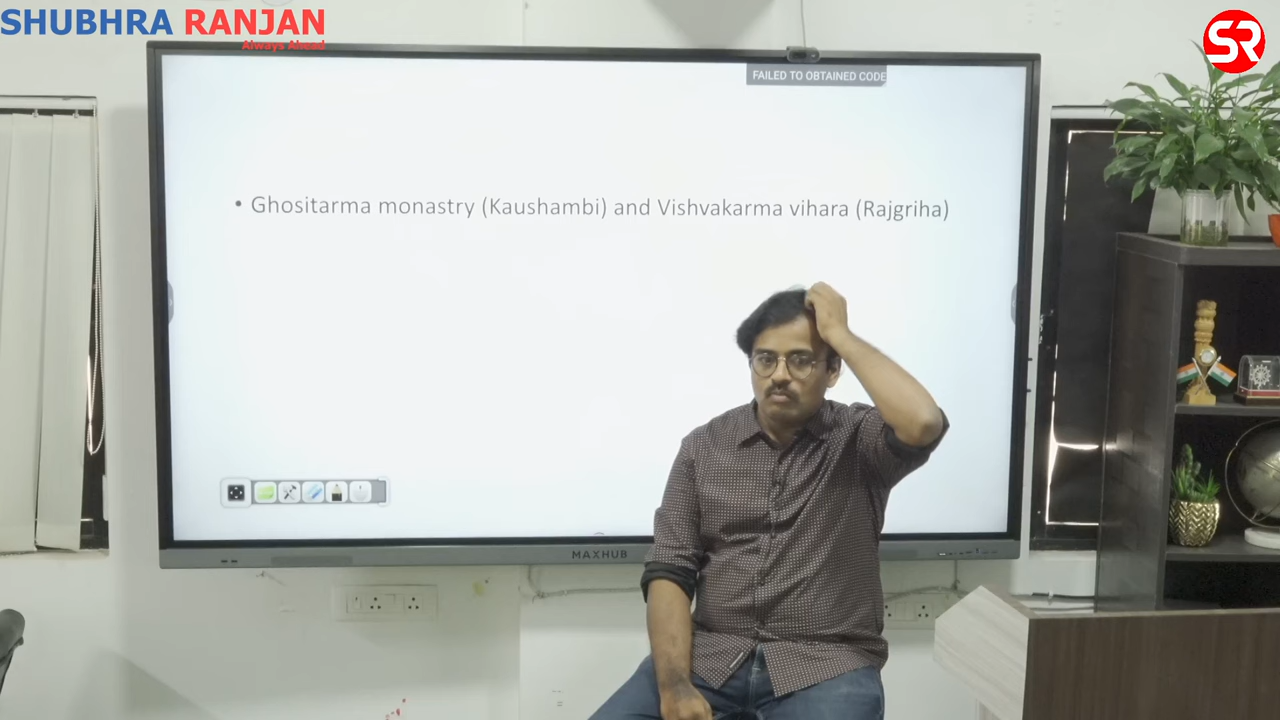 SHUBHRA RANJAN
Always Ahead
SR
FAILED TO OBTAINED CODE
• Ghositarma monastry (Kaushambi) and Vishvakarma vihara (Rajgriha)
MAXHUB